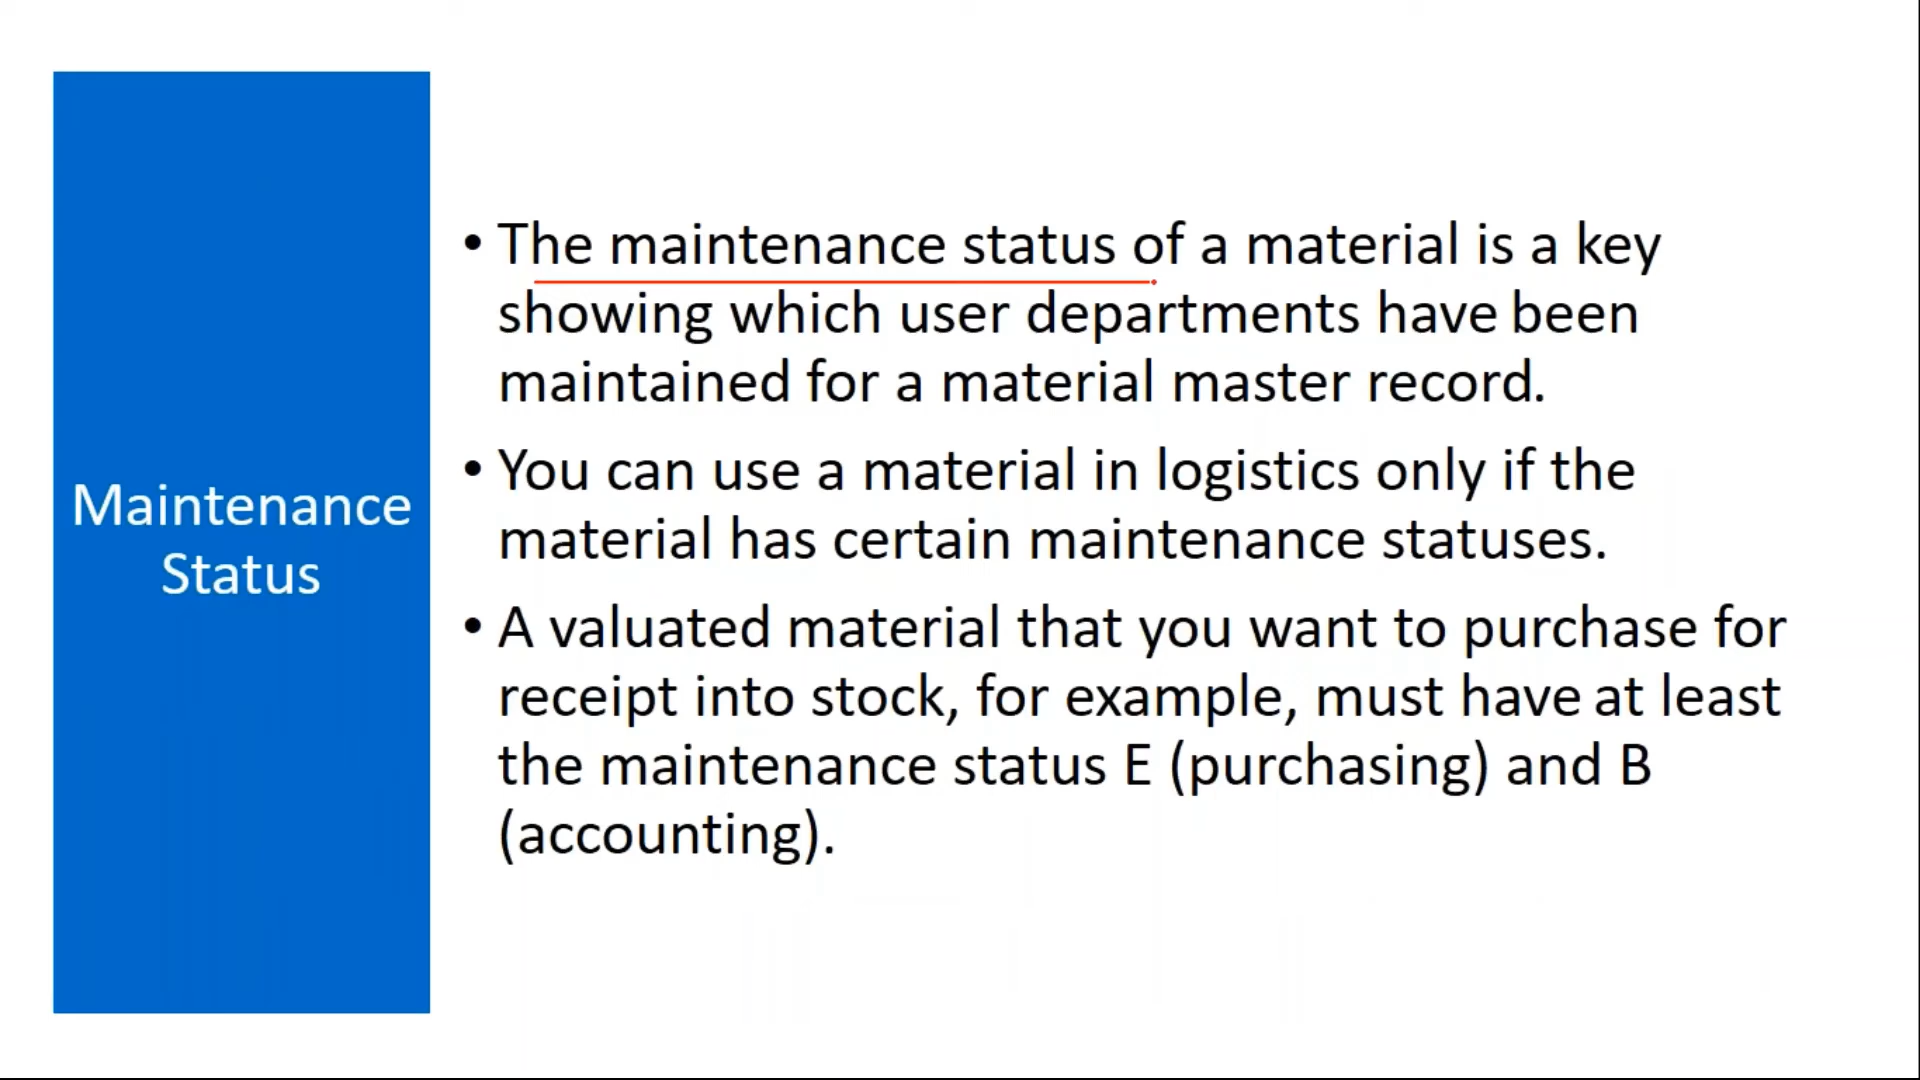 Maintenance
Status
• The maintenance status of a material is a key
showing which user departments have been
maintained for a material master record.
• You can use a material in logistics only if the
material has certain maintenance statuses.
• A valuated material that you want to purchase for
receipt into stock, for example, must have at least
the maintenance status E (purchasing) and B
(accounting).